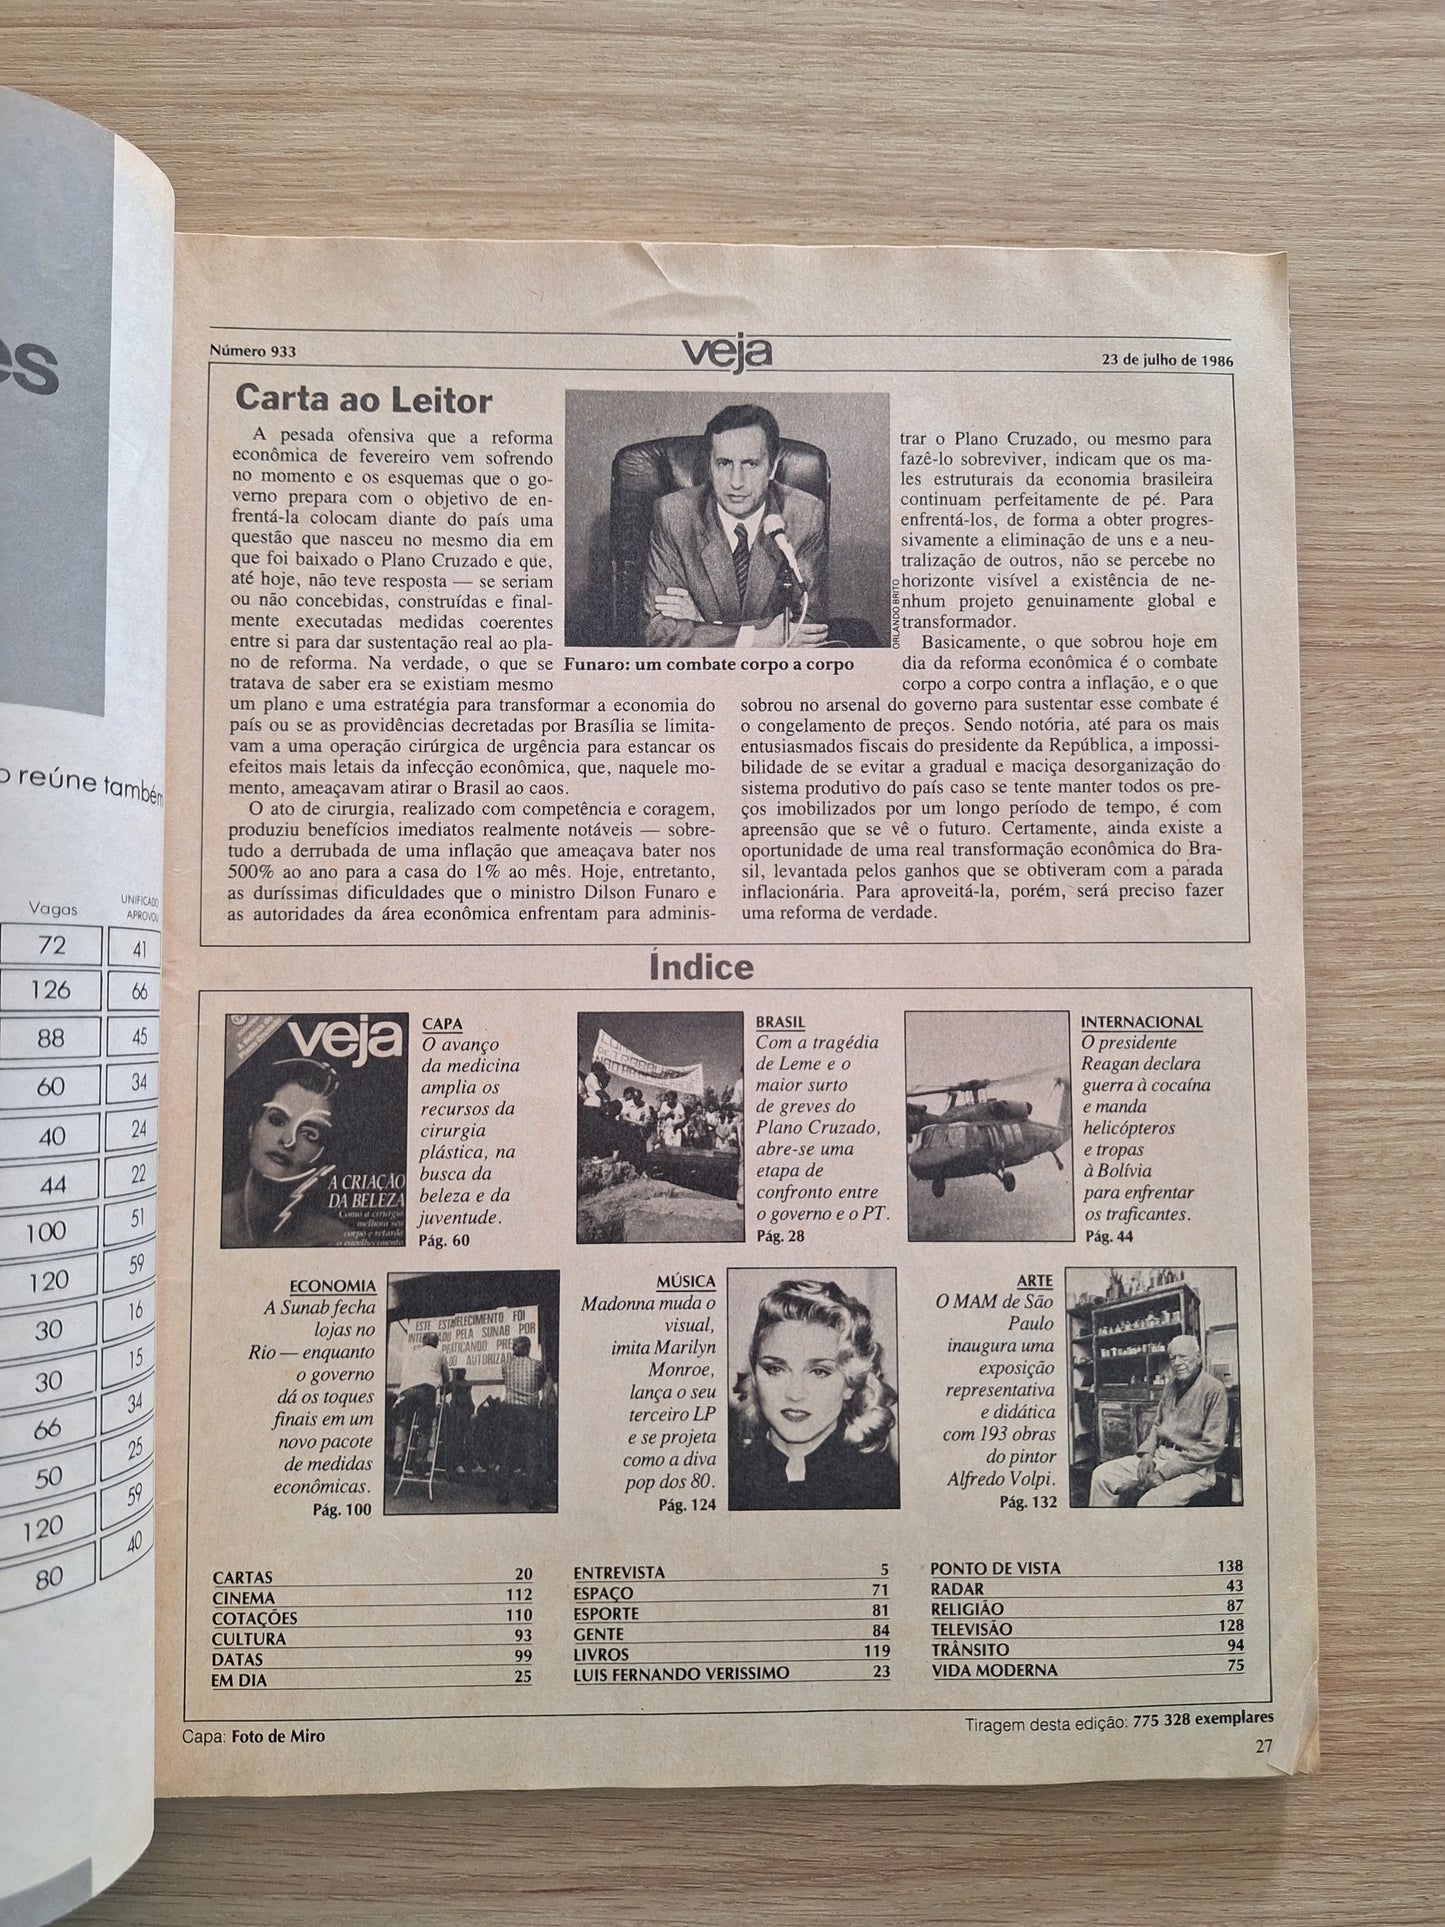 es
o reúne também
Vagas
UNIFICADO
APROVOU
72 41
126 66
88 45
60 34
40 24
44 22
100 51
120 59
30 16
30 15
66 34
50 25
120 59
80 40
Número 933
veja
23 de julho de 1986
Carta ao Leitor
A pesada ofensiva que a reforma
econômica de fevereiro vem sofrendo
no momento e os esquemas que o go-
verno prepara com o objetivo de en-
frentá-la colocam diante do país uma
questão que nasceu no mesmo dia em
que foi baixado o Plano Cruzado e que,
até hoje, não teve resposta — se seriam
ou não concebidas, construídas e final-
mente executadas medidas coerentes
entre si para dar sustentação real ao pla-
no de reforma. Na verdade, o que se
tratava de saber era se existiam mesmo
um plano e uma estratégia para transformar a economia do
país ou se as providências decretadas por Brasília se limita-
vam a uma operação cirúrgica de urgência para estancar os
efeitos mais letais da infecção econômica, que, naquele mo-
mento, ameaçavam atirar o Brasil ao caos.
O ato de cirurgia, realizado com competência e coragem,
produziu benefícios imediatos realmente notáveis — sobre-
tudo a derrubada de uma inflação que ameaçava bater nos
500% ao ano para a casa do 1% ao mês. Hoje, entretanto,
as duríssimas dificuldades que o ministro Dilson Funaro e
as autoridades da área econômica enfrentam para adminis-
ORLANDO BRITO
Funaro: um combate corpo a corpo
trar o Plano Cruzado, ou mesmo para
fazê-lo sobreviver, indicam que os ma-
les estruturais da economia brasileira
continuam perfeitamente de pé. Para
enfrentá-los, de forma a obter progres-
sivamente a eliminação de uns e a neu-
tralização de outros, não se percebe no
horizonte visível a existência de ne-
nhum projeto genuinamente global e
transformador.
Basicamente, o que sobrou hoje em
dia da reforma econômica é o combate
corpo a corpo contra a inflação, e o que
sobrou no arsenal do governo para sustentar esse combate é
o congelamento de preços. Sendo notória, até para os mais
entusiasmados fiscais do presidente da República, a impossi-
bilidade de se evitar a gradual e maciça desorganização do
sistema produtivo do país caso se tente manter todos os pre-
ços imobilizados por um longo período de tempo, é com
apreensão que se vê o futuro. Certamente, ainda existe a
oportunidade de uma real transformação econômica do Bra-
sil, levantada pelos ganhos que se obtiveram com a parada
inflacionária. Para aproveitá-la, porém, será preciso fazer
uma reforma de verdade.
Índice
veja
A CRIAÇÃO
DA BELEZA
Como a cirurgia
melhora seu
corpo e retarda
o envelhecimento
CAPA
O avanço
da medicina
amplia os
recursos da
cirurgia
plástica, na
busca da
beleza e da
juventude.
Pág. 60
BRASIL
Com a tragédia
de Leme e o
maior surto
de greves do
Plano Cruzado,
abre-se uma
etapa de
confronto entre
o governo e o PT.
Pág. 28
INTERNACIONAL
O presidente
Reagan declara
guerra à cocaína
e manda
helicópteros
e tropas
à Bolívia
para enfrentar
os traficantes.
Pág. 44
ECONOMIA
A Sunab fecha
lojas no
Rio — enquanto
o governo
dá os toques
finais em um
novo pacote
de medidas
econômicas.
Pág. 100
ESTE ESTABELECIMENTO FOI
PELA SUNAB POR
PRATICANDO
AUTORIZADO
MÚSICA
Madonna muda o
visual,
imita Marilyn
Monroe,
lança o seu
terceiro LP
e se projeta
como a diva
pop dos 80.
Pág. 124
ARTE
O MAM de São
Paulo
inaugura uma
exposição
representativa
e didática
com 193 obras
do pintor
Alfredo Volpi.
Pág. 132
CARTAS 20
CINEMA 112
COTAÇÕES 110
CULTURA 93
DATAS 99
EM DIA 25
ENTREVISTA 5
ESPAÇO 71
ESPORTE 81
GENTE 84
LIVROS 119
LUIS FERNANDO VERISSIMO 23
PONTO DE VISTA 138
RADAR 43
RELIGIÃO 87
TELEVISÃO 128
TRÂNSITO 94
VIDA MODERNA 75
Capa: Foto de Miro
Tiragem desta edição: 775 328 exemplares
27